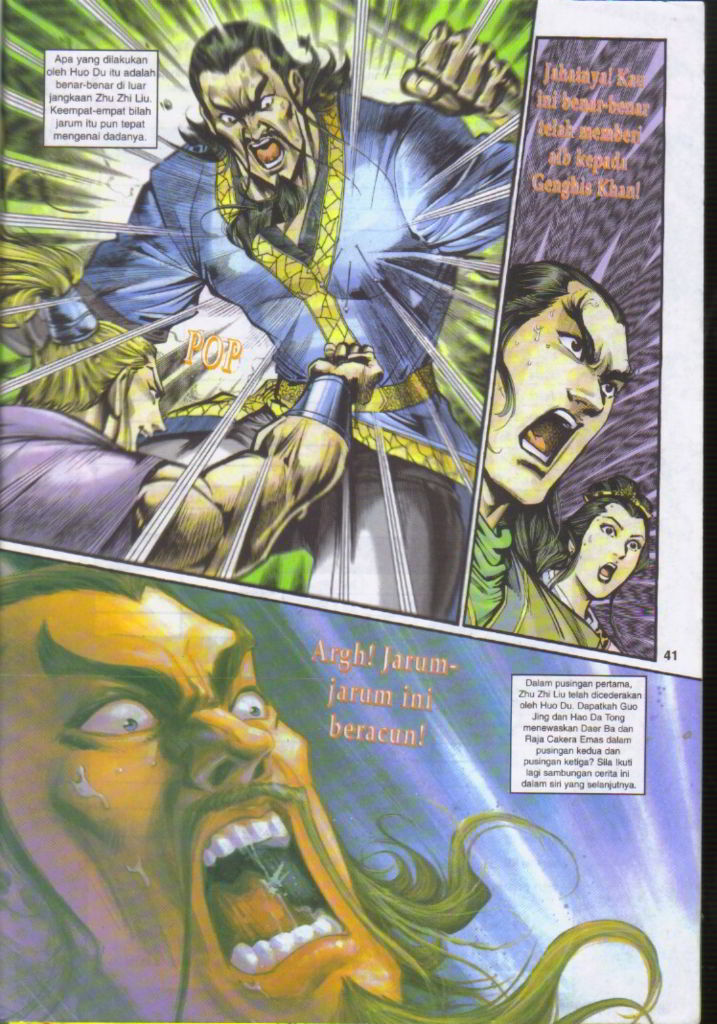 Apa yang dilakukan
oleh Huo Du itu adalah
benar-benar di luar
jangkaan Zhu Zhi Liu.
Keempat-empat bilah
jarum itu pun tepat
mengenai dadanya.
POP
Jahatnya! Kau
ini benar-benar
telah memberi
aib kepada
Genghis Khan!
41
Argh! Jarum-
jarum ini
beracun!
Dalam pusingan pertama,
Zhu Zhi Liu telah dicederakan
oleh Huo Du. Dapatkah Guo
Jing dan Hao Da Tong
menewaskan Daer Ba dan
Raja Cakera Emas dalam
pusingan kedua dan
pusingan ketiga? Sila ikuti
lagi sambungan cerita ini
dalam siri yang selanjutnya.